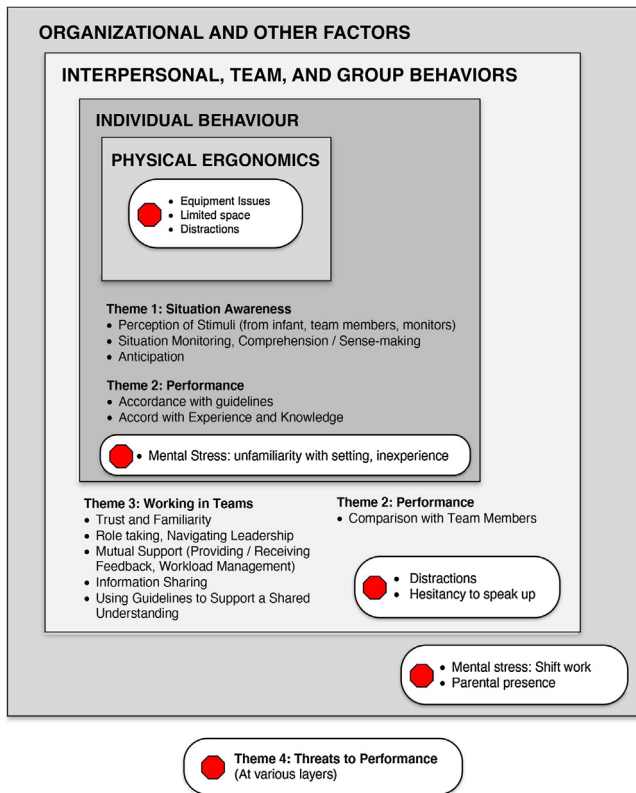 ORGANIZATIONAL AND OTHER FACTORS
INTERPERSONAL, TEAM, AND GROUP BEHAVIORS
INDIVIDUAL BEHAVIOUR
PHYSICAL ERGONOMICS
• Equipment Issues
• Limited space
• Distractions
Theme 1: Situation Awareness
• Perception of Stimuli (from infant, team members, monitors)
• Situation Monitoring, Comprehension / Sense-making
• Anticipation
Theme 2: Performance
• Accordance with guidelines
• Accord with Experience and Knowledge
• Mental Stress: unfamiliarity with setting, inexperience
Theme 3: Working in Teams
• Trust and Familiarity
• Role taking, Navigating Leadership
• Mutual Support (Providing / Receiving
Feedback, Workload Management)
• Information Sharing
• Using Guidelines to Support a Shared
Understanding
Theme 2: Performance
• Comparison with Team Members
• Distractions
• Hesitancy to speak up
• Mental stress: Shift work
• Parental presence
Theme 4: Threats to Performance
(At various layers)